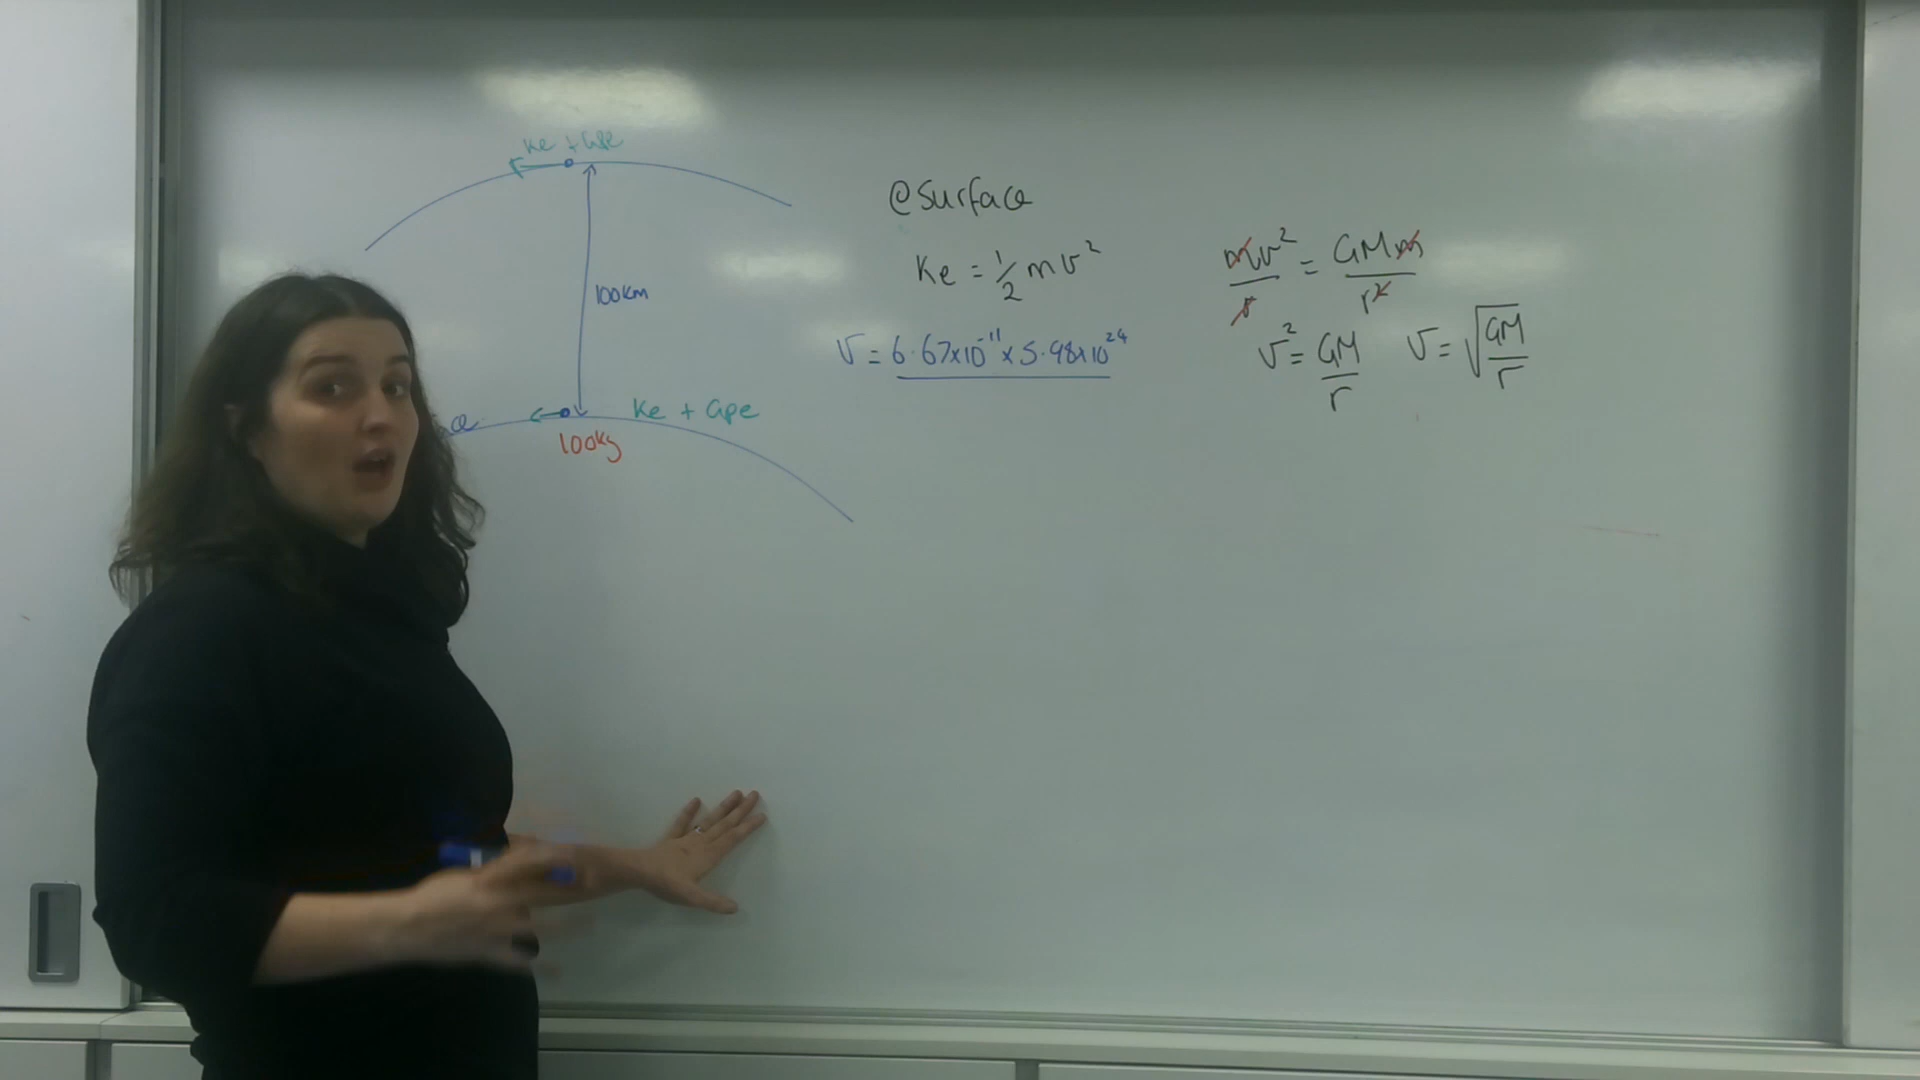 Ke + Gpe
100km
Ke + Gpe
100kg
@Surface
Ke = 1/2 mv²
v = 6.67x10⁻¹¹ x 5.98x10²⁴
mv²/r = GMm/r²
v² = GM/r
v = √(GM/r)